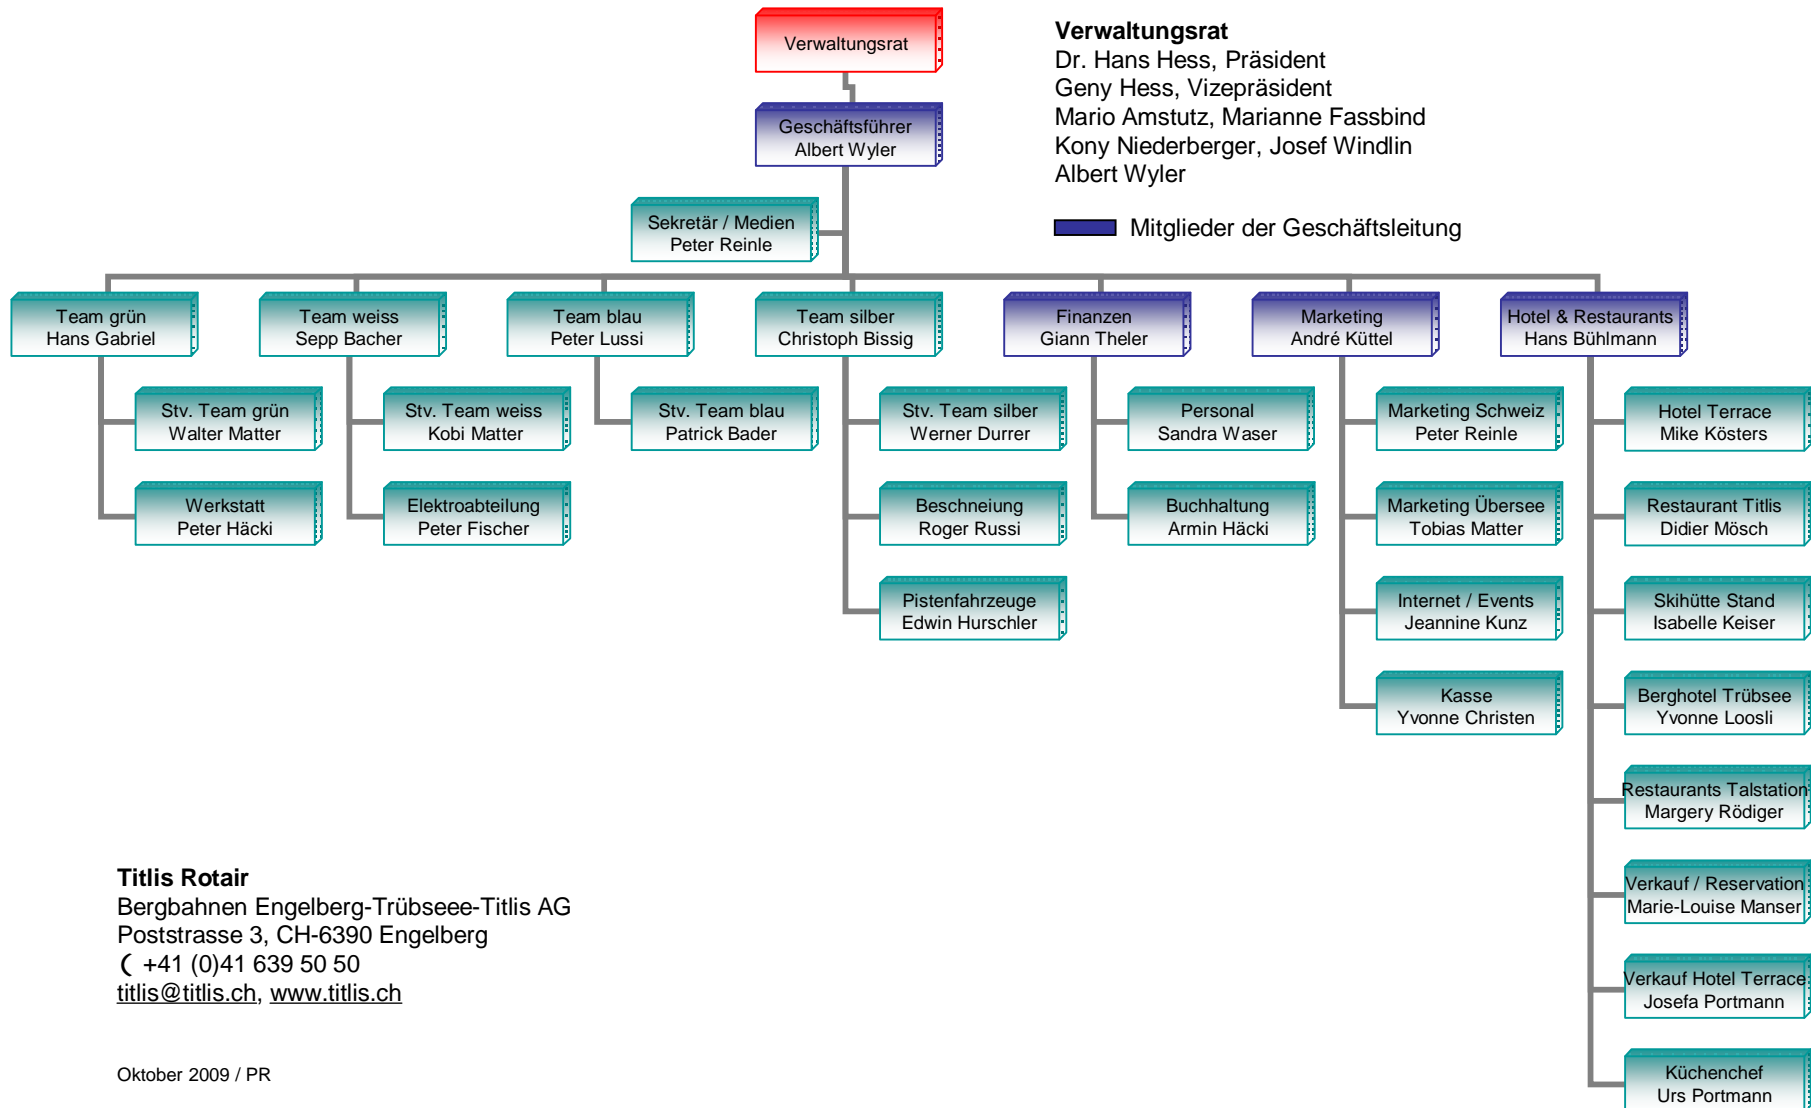 Verwaltungsrat
Verwaltungsrat
Dr. Hans Hess, Präsident
Geny Hess, Vizepräsident
Mario Amstutz, Marianne Fassbind
Kony Niederberger, Josef Windlin
Albert Wyler
Mitglieder der Geschäftsleitung
Geschäftsführer
Albert Wyler
Sekretär / Medien
Peter Reinle
Team grün
Hans Gabriel
Stv. Team grün
Walter Matter
Werkstatt
Peter Häcki
Team weiss
Sepp Bacher
Stv. Team weiss
Kobi Matter
Elektroabteilung
Peter Fischer
Team blau
Peter Lussi
Stv. Team blau
Patrick Bader
Team silber
Christoph Bissig
Stv. Team silber
Werner Durrer
Beschneiung
Roger Russi
Pistenfahrzeuge
Edwin Hurschler
Finanzen
Giann Theler
Personal
Sandra Waser
Buchhaltung
Armin Häcki
Marketing
André Küttel
Marketing Schweiz
Peter Reinle
Marketing Übersee
Tobias Matter
Internet / Events
Jeannine Kunz
Kasse
Yvonne Christen
Hotel & Restaurants
Hans Bühlmann
Hotel Terrace
Mike Kösters
Restaurant Titlis
Didier Mösch
Skihütte Stand
Isabelle Keiser
Berghotel Trübsee
Yvonne Loosli
Restaurants Talstation
Margery Rödiger
Verkauf / Reservation
Marie-Louise Manser
Verkauf Hotel Terrace
Josefa Portmann
Küchenchef
Urs Portmann
Titlis Rotair
Bergbahnen Engelberg-Trübseee-Titlis AG
Poststrasse 3, CH-6390 Engelberg
( +41 (0)41 639 50 50
titlis@titlis.ch, www.titlis.ch
Oktober 2009 / PR